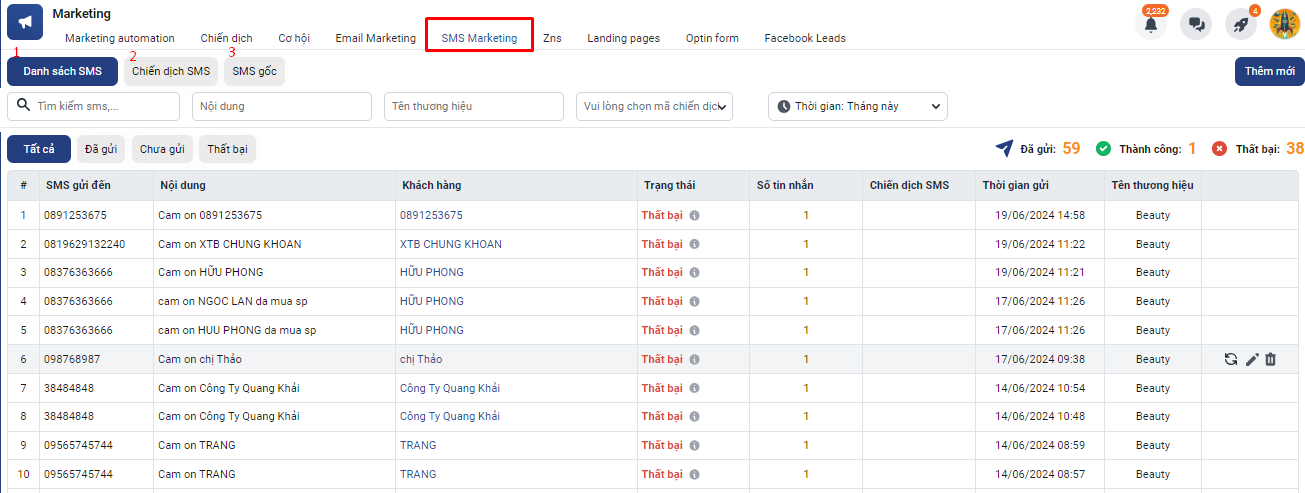 Marketing
2,232
4
Marketing automation Chiến dịch Cơ hội Email Marketing SMS Marketing Zns Landing pages Optin form Facebook Leads
1 2 3
Danh sách SMS Chiến dịch SMS SMS gốc Thêm mới
Tìm kiếm sms,... Nội dung Tên thương hiệu Vui lòng chọn mã chiến dịch Thời gian: Tháng này
Tất cả Đã gửi Chưa gửi Thất bại Đã gửi: 59 Thành công: 1 Thất bại: 38
# SMS gửi đến Nội dung Khách hàng Trạng thái Số tin nhắn Chiến dịch SMS Thời gian gửi Tên thương hiệu
1 0891253675 Cam on 0891253675 0891253675 Thất bại 1 19/06/2024 14:58 Beauty
2 0819629132240 Cam on XTB CHUNG KHOAN XTB CHUNG KHOAN Thất bại 1 19/06/2024 11:22 Beauty
3 08376363666 Cam on HỮU PHONG HỮU PHONG Thất bại 1 19/06/2024 11:21 Beauty
4 08376363666 cam on NGOC LAN da mua sp HỮU PHONG Thất bại 1 17/06/2024 11:26 Beauty
5 08376363666 cam on HUU PHONG da mua sp HỮU PHONG Thất bại 1 17/06/2024 11:26 Beauty
6 098768987 Cam on chị Thảo chị Thảo Thất bại 1 17/06/2024 09:38 Beauty
7 38484848 Cam on Công Ty Quang Khải Công Ty Quang Khải Thất bại 1 14/06/2024 10:54 Beauty
8 38484848 Cam on Công Ty Quang Khải Công Ty Quang Khải Thất bại 1 14/06/2024 10:48 Beauty
9 09565745744 Cam on TRANG TRANG Thất bại 1 14/06/2024 08:59 Beauty
10 09565745744 Cam on TRANG TRANG Thất bại 1 14/06/2024 08:57 Beauty